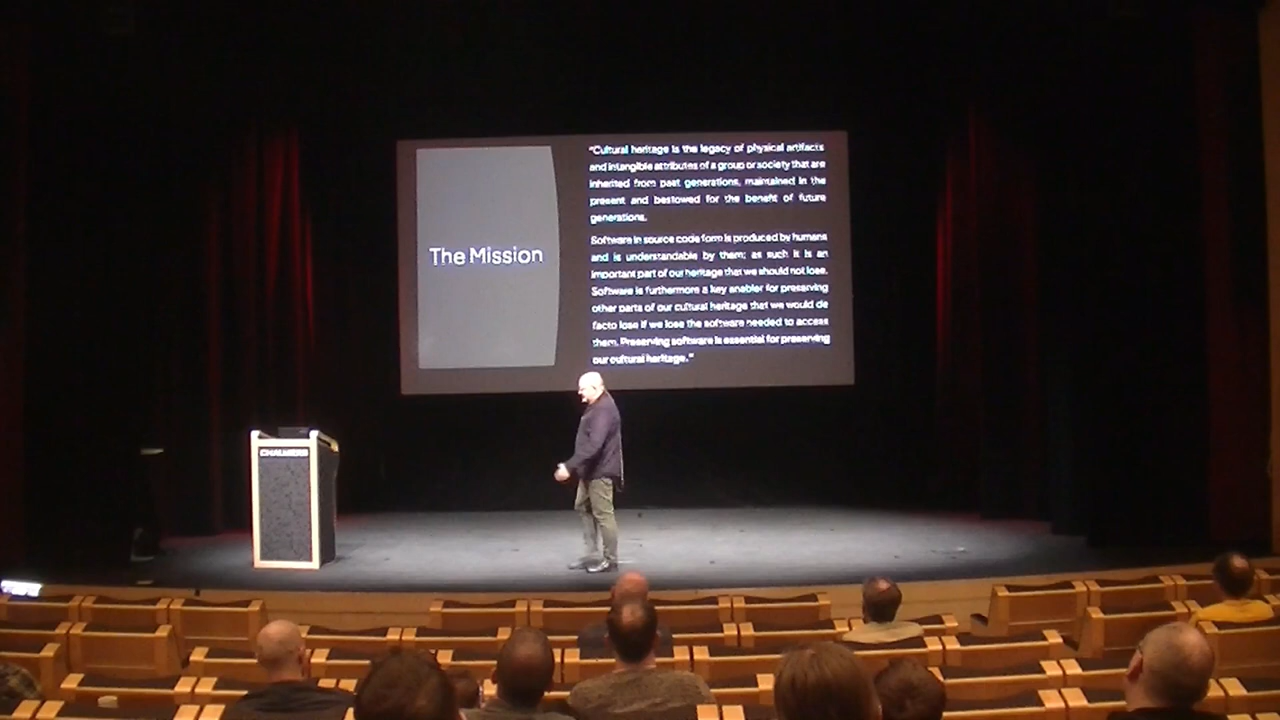 The Mission
"Cultural heritage is the legacy of physical artifacts
and intangible attributes of a group or society that are
inherited from past generations, maintained in the
present and bestowed for the benefit of future
generations.
Software in source code form is produced by humans
and is understandable by them; as such it is an
important part of our heritage that we should not lose.
Software is furthermore a key enabler for preserving
other parts of our cultural heritage that we would de
facto lose if we lose the software needed to access
them. Preserving software is essential for preserving
our cultural heritage."
CHALMERS